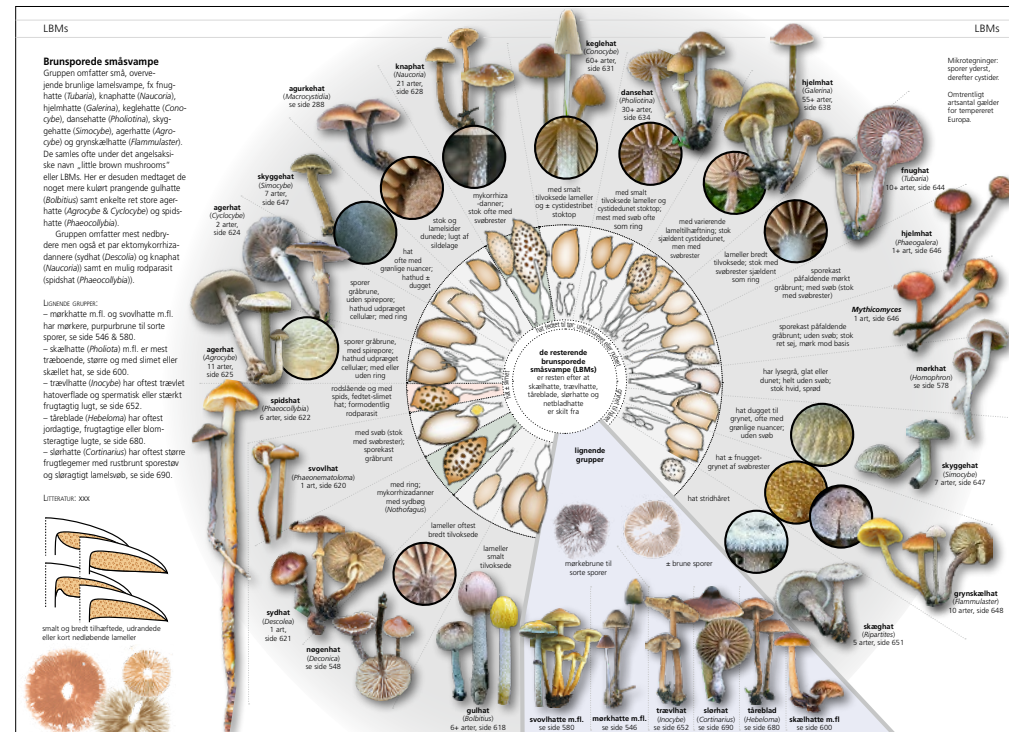 LBMs
LBMs
Brunsporede småsvampe
Gruppen omfatter små, overve-
jende brunlige lamelsvampe, fx fnug-
hatte (Tubaria), knaphatte (Naucoria),
hjelmhatte (Galerina), keglehatte (Cono-
cybe), dansehatte (Pholiotina), skyg-
gehatte (Simocybe), agerhatte (Agro-
cybe) og grynskælhatte (Flammulaster).
De samles ofte under det angelsaksi-
ske navn „little brown mushrooms"
eller LBMs. Her er desuden medtaget de
noget mere kulørt prangende gulhatte
(Bolbitius) samt enkelte ret store ager-
hatte (Agrocybe & Cyclocybe) og spids-
hatte (Phaeocollybia).
Gruppen omfatter mest nedbry-
dere men også et par ektomykorrhiza-
dannere (sydhat (Descolia) og knaphat
(Naucoria)) samt en mulig rodparasit
(spidshat (Phaeocollybia)).
Lignende grupper:
– mørkhatte m.fl. og svovlhatte m.fl.
har mørkere, purpurbrune til sorte
sporer, se side 546 & 580.
– skælhatte (Pholiota) m.fl. er mest
træboende, større og med slimet eller
skællet hat, se side 600.
– trævlhatte (Inocybe) har oftest trævlet
hatoverflade og spermatisk eller stærkt
frugtagtig lugt, se side 652.
– tåreblade (Hebeloma) har oftest
jordagtige, frugtagtige eller blom-
steragtige lugte, se side 680.
– slørhatte (Cortinarius) har oftest større
frugtlegemer med rustbrunt sporestøv
og sløragtigt lamelsvøb, se side 690.
Litteratur: xxx
smalt og bredt tilhæftede, udrandede
eller kort nedløbende lameller
agurkehat
(Macrocystidia)
se side 288
knaphat
(Naucoria)
21 arter,
side 628
keglehat
(Conocybe)
60+ arter,
side 631
dansehat
(Pholiotina)
30+ arter,
side 634
hjelmhat
(Galerina)
55+ arter,
side 638
Mikrotegninger:
sporer yderst,
derefter cystider.
Omtrentligt
artsantal gælder
for tempereret
Europa.
fnughat
(Tubaria)
10+ arter, side 644
hjelmhat
(Phaeogalera)
1+ art, side 646
Mythicomyces
1 art, side 646
mørkhat
(Homophron)
se side 578
skyggehat
(Simocybe)
7 arter, side 647
grynskælhat
(Flammulaster)
10 arter, side 648
skæghat
(Ripartites)
5 arter, side 651
skyggehat
(Simocybe)
7 arter,
side 647
agerhat
(Cyclocybe)
2 arter,
side 624
agerhat
(Agrocybe)
11 arter,
side 625
spidshat
(Phaeocollybia)
6 arter, side 622
svovlhat
(Phaeonematoloma)
1 art, side 620
sydhat
(Descolea)
1 art,
side 621
nøgenhat
(Deconica)
se side 548
gulhat
(Bolbitius)
6+ arter, side 618
mykorrhiza
-danner;
stok ofte med
svøbrester
med smalt
tilvoksede lameller
og ± cystidestribet
stoktop
med smalt
tilvoksede lameller og
cystidedunet stoktop;
mest med svøb ofte
som ring
med varierende
lameltilhæftning; stok
sjældent cystidedunet,
men med
svøbrester
lameller bredt
tilvoksede; stok med
svøbrester sjældent
som ring
sporekast
påfaldende mørkt
gråbrunt; med svøb (stok
med svøbrester)
sporekast påfaldende
gråbrunt; uden svøb; stok
ret sej, mørk mod basis
har lysegrå, glat eller
dunet; helt uden svøb;
stok hvid, sprød
hat dugget til
grynet, ofte med
grønlige nuancer;
uden svøb
hat ± fnugget-
grynet af svøbrester
hat stridhåret
stok og
lamelsider
dunede; lugt af
sildelage
hat
ofte med
grønlige nuancer;
hathud ±
dugget
sporer
gråbrune,
uden spirepore;
hathud udpræget
cellulær; med ring
sporer gråbrune,
med spirepore;
hathud udpræget
cellulær; med eller
uden ring
rodslående og med
spids, fedtet-slimet
hat; formodentlig
rodparasit
med svøb (stok
med svøbrester);
sporekast
gråbrunt
med ring;
mykorrhizadanner
med sydbøg
(Nothofagus)
lameller oftest
bredt tilvoksede
lameller
smalt
tilvoksede
de resterende
brunsporede
småsvampe (LBMs)
er resten efter at
skælhatte, trævlhatte,
tåreblade, slørhatte og
netbladhatte
er skilt fra
lignende
grupper
mørkebrune til
sorte sporer
± brune sporer
svovlhatte m.fl.
se side 580
mørkhatte m.fl.
se side 546
trævlhat
(Inocybe)
se side 652
slørhat
(Cortinarius)
se side 690
tåreblad
(Hebeloma)
se side 680
skælhatte m.fl
se side 600